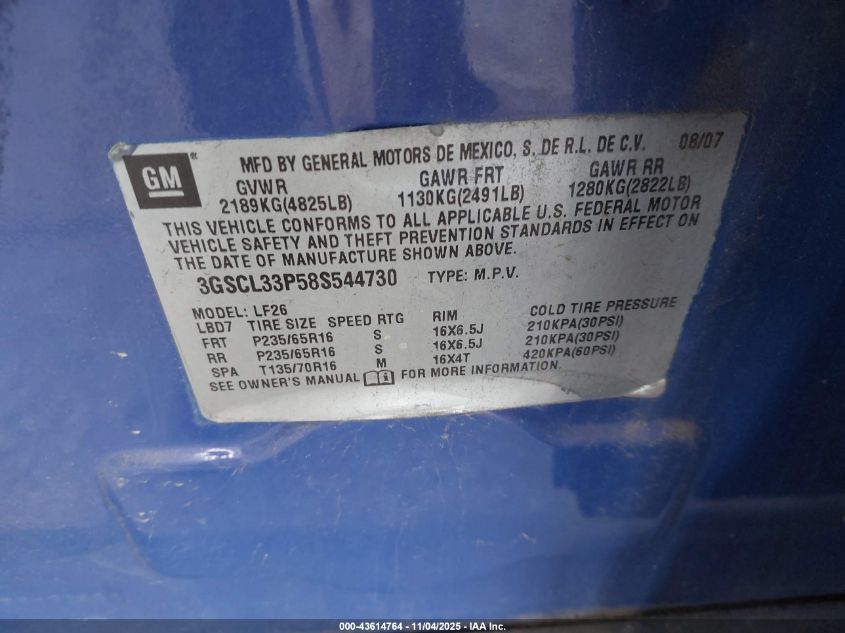 GM ® MFD BY GENERAL MOTORS DE MEXICO, S. DE R.L. DE C.V. 08/07
GVWR GAWR FRT GAWR RR
2189KG(4825LB) 1130KG(2491LB) 1280KG(2822LB)
THIS VEHICLE CONFORMS TO ALL APPLICABLE U.S. FEDERAL MOTOR
VEHICLE SAFETY AND THEFT PREVENTION STANDARDS IN EFFECT ON
THE DATE OF MANUFACTURE SHOWN ABOVE.
3GSCL33P58S544730 TYPE: M.P.V.
MODEL: LF26
LBD7 TIRE SIZE SPEED RTG RIM COLD TIRE PRESSURE
FRT P235/65R16 S 16X6.5J 210KPA(30PSI)
RR P235/65R16 S 16X6.5J 210KPA(30PSI)
SPA T135/70R16 M 16X4T 420KPA(60PSI)
SEE OWNER'S MANUAL FOR MORE INFORMATION.
000-43614764 - 11/04/2025 - IAA Inc.